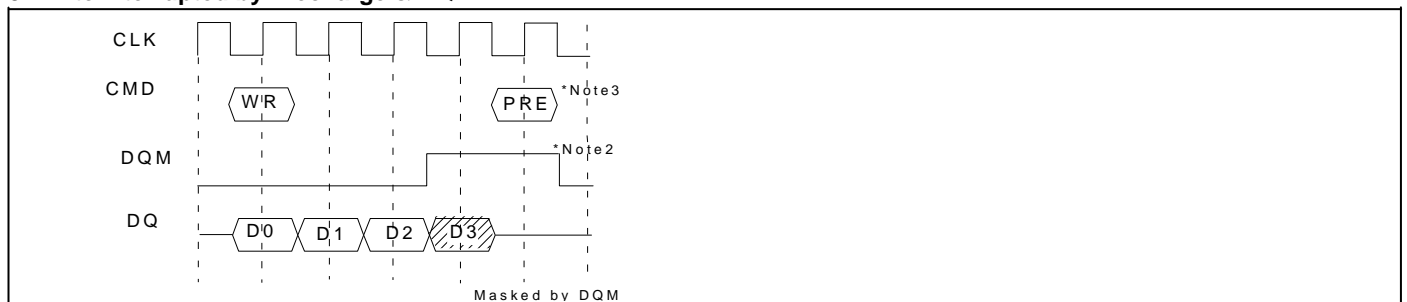 CLK
CMD
WR
PRE
*Note3
DQM
*Note2
DQ
D0
D1
D2
D3
Masked by DQM